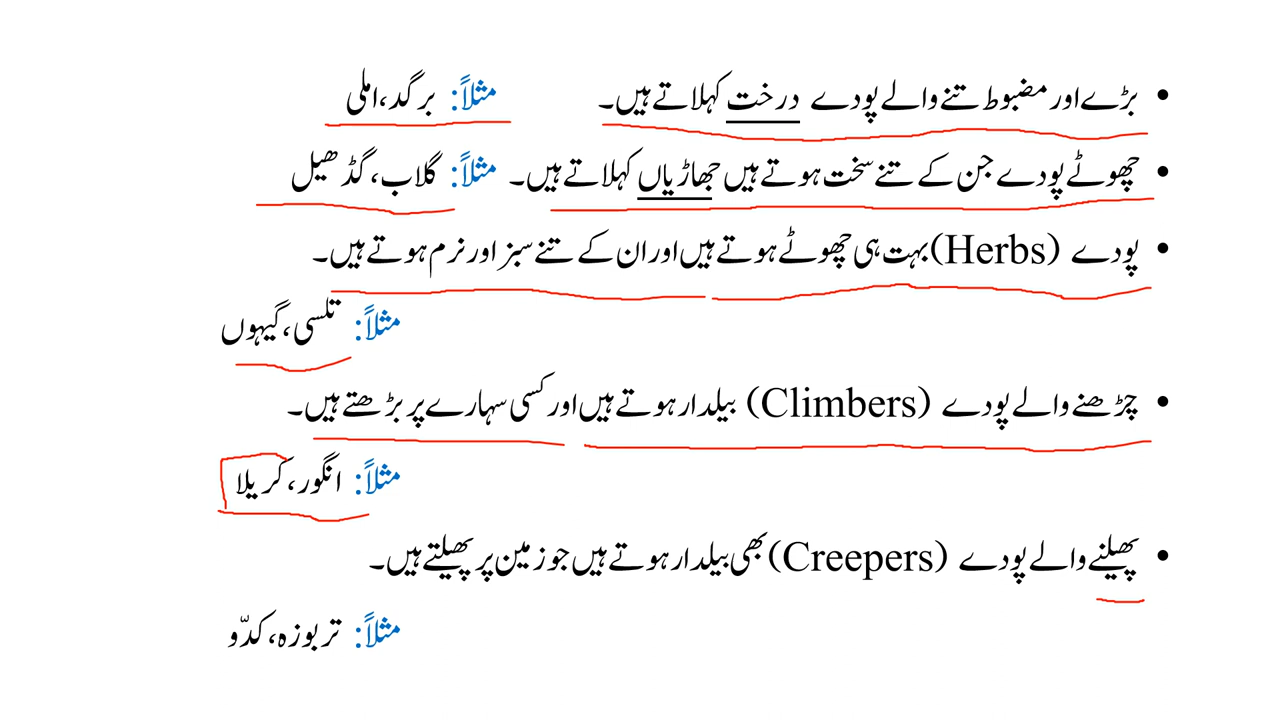 • بڑے اور مضبوط تنے والے پودے درخت کہلاتے ہیں۔ مثلاً: برگد، املی
• چھوٹے پودے جن کے تنے سخت ہوتے ہیں جھاڑیاں کہلاتے ہیں۔ مثلاً: گلاب، گڈھیل
• پودے (Herbs) بہت ہی چھوٹے ہوتے ہیں اور ان کے تنے سبز اور نرم ہوتے ہیں۔
مثلاً: تلسی، گیہوں
• چڑھنے والے پودے (Climbers) بیلدار ہوتے ہیں اور کسی سہارے پر بڑھتے ہیں۔
مثلاً: انگور، کریلا
• پھیلنے والے پودے (Creepers) بھی بیلدار ہوتے ہیں جو زمین پر پھیلتے ہیں۔
مثلاً: تربوزہ، کدّو